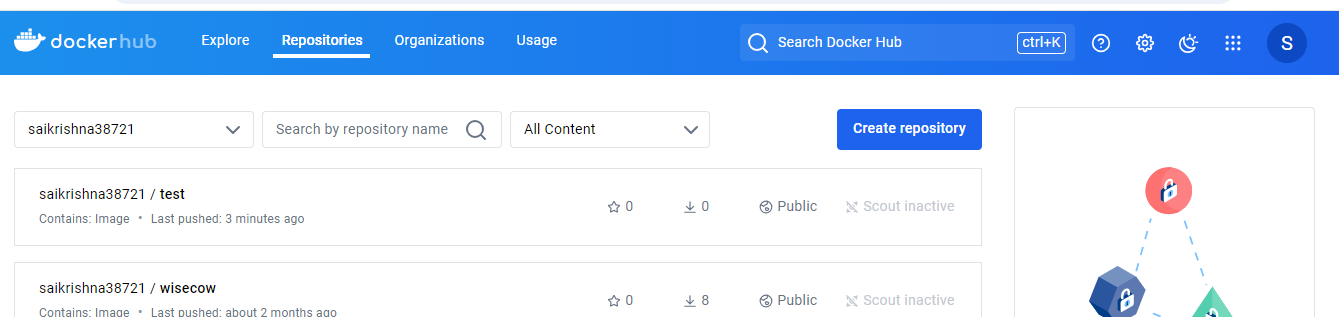 dockerhub Explore Repositories Organizations Usage Search Docker Hub ctrl+K S
saikrishna38721 Search by repository name All Content Create repository
saikrishna38721 / test
Contains: Image • Last pushed: 3 minutes ago
0 0 Public Scout inactive
saikrishna38721 / wisecow
Contains: Image • Last pushed: about 2 months ago
0 8 Public Scout inactive